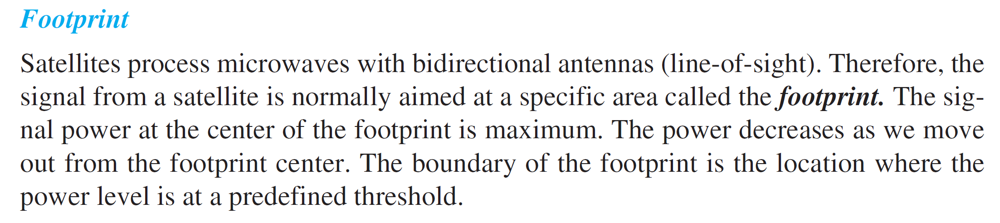 Footprint
Satellites process microwaves with bidirectional antennas (line-of-sight). Therefore, the
signal from a satellite is normally aimed at a specific area called the footprint. The sig-
nal power at the center of the footprint is maximum. The power decreases as we move
out from the footprint center. The boundary of the footprint is the location where the
power level is at a predefined threshold.